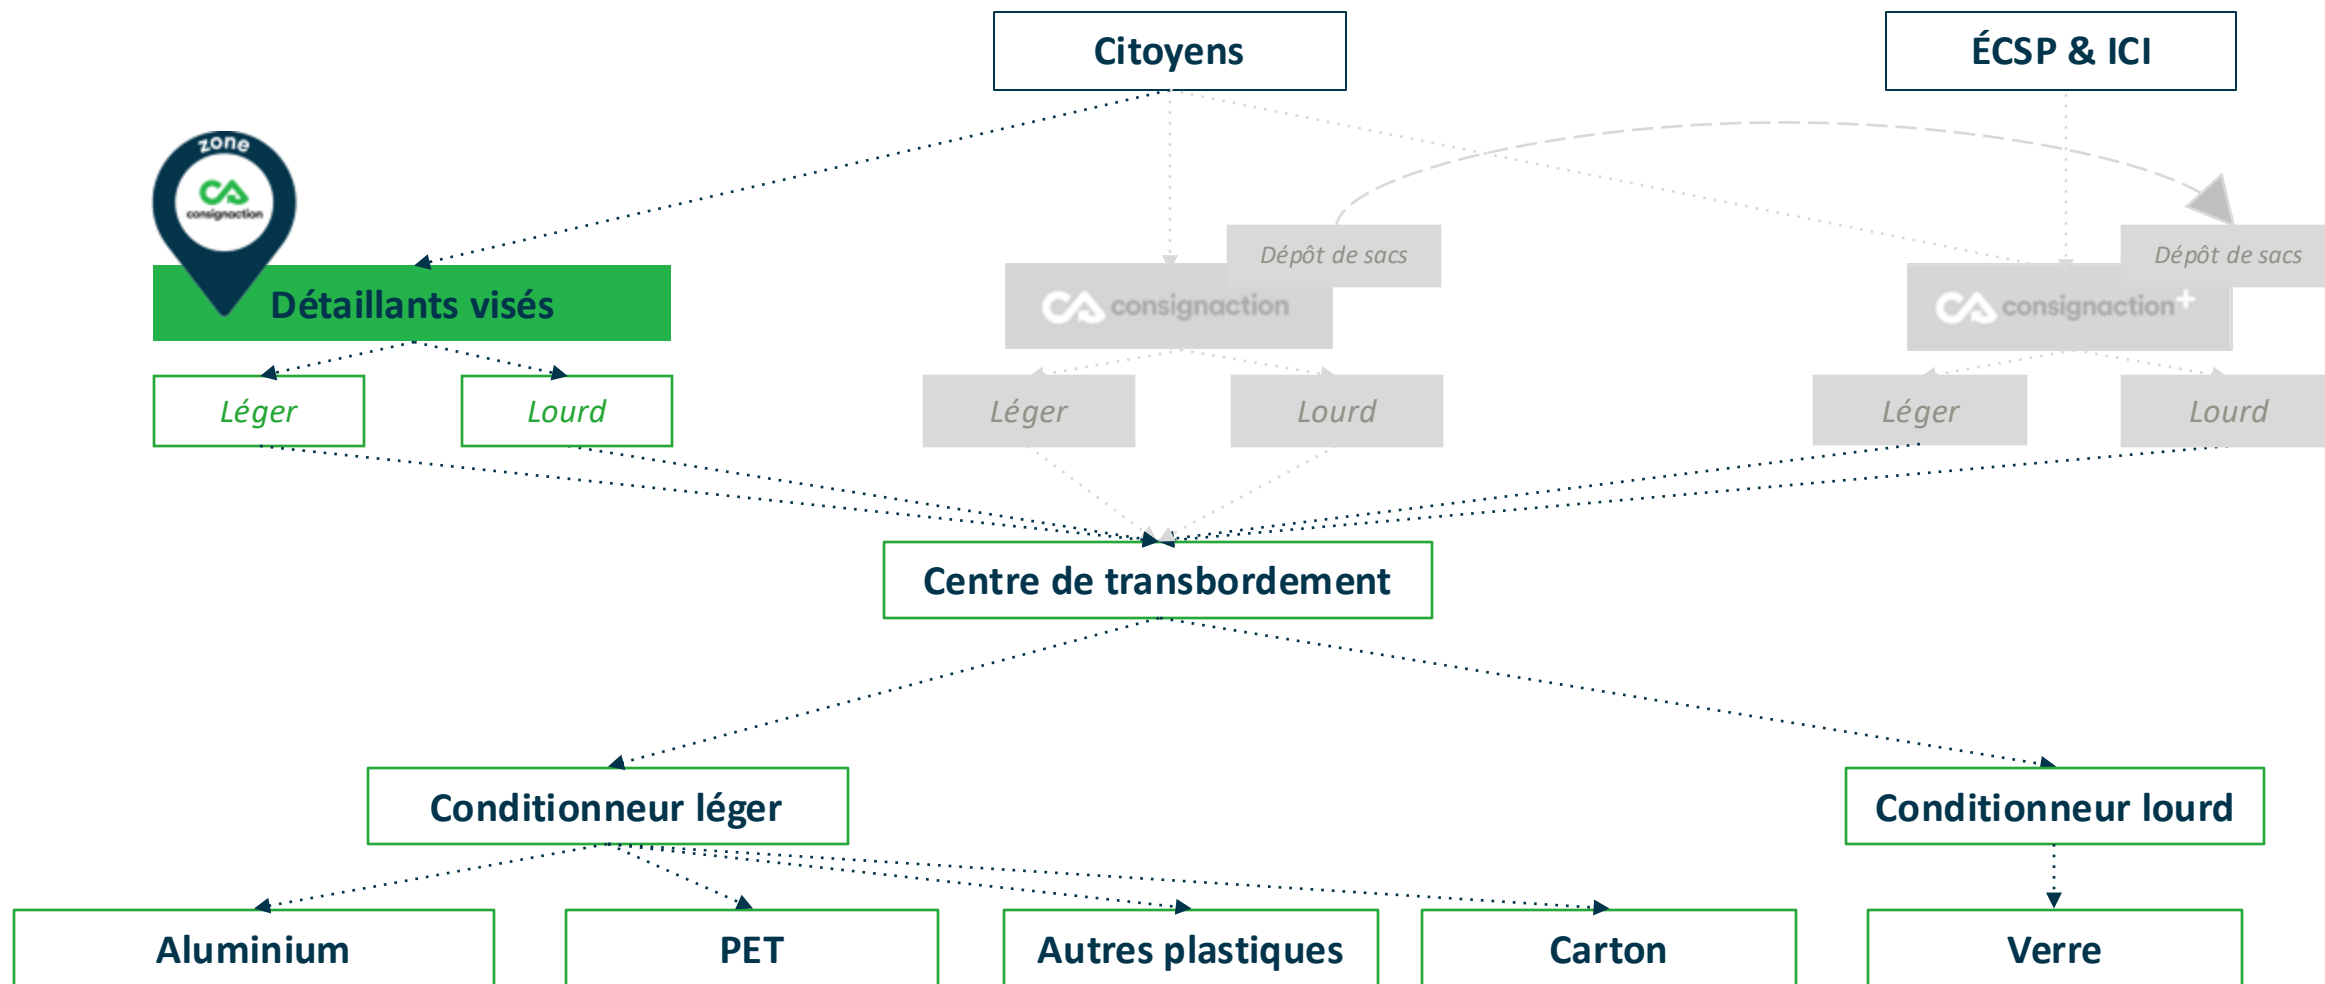 Citoyens
ÉCSP & ICI
zone
consignaction
Détaillants visés
Dépôt de sacs
consignaction
Dépôt de sacs
consignaction+
Léger
Lourd
Léger
Lourd
Léger
Lourd
Centre de transbordement
Conditionneur léger
Conditionneur lourd
Aluminium
PET
Autres plastiques
Carton
Verre